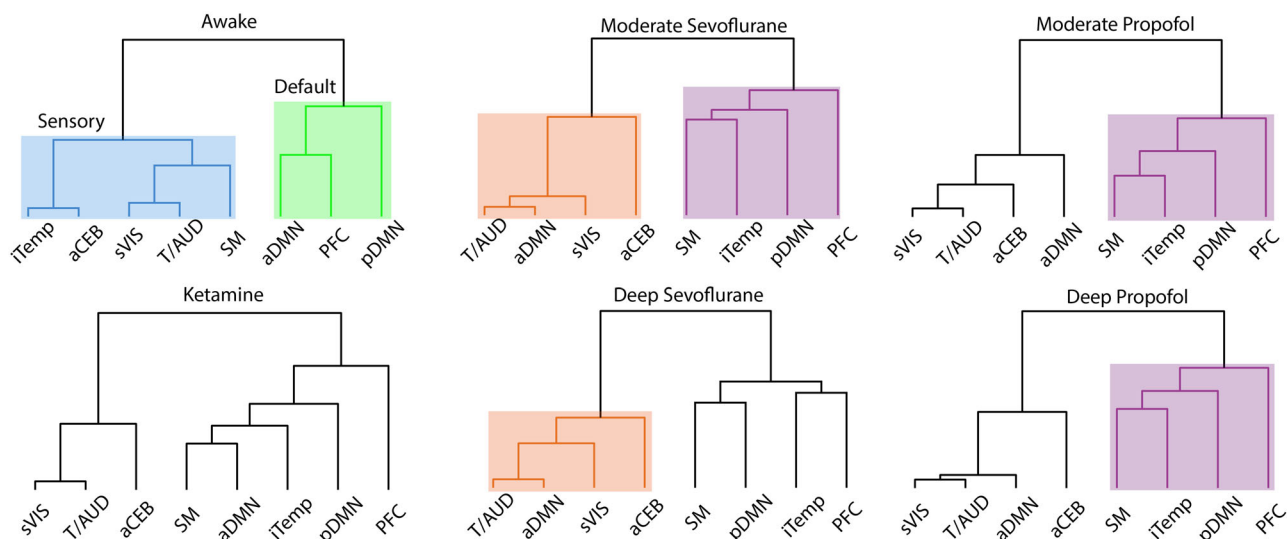 Awake
Default
Sensory
iTemp
aCEB
sVIS
T/AUD
SM
aDMN
PFC
pDMN
Moderate Sevoflurane
T/AUD
aDMN
sVIS
aCEB
SM
iTemp
pDMN
PFC
Moderate Propofol
sVIS
T/AUD
aCEB
aDMN
SM
iTemp
pDMN
PFC
Ketamine
sVIS
T/AUD
aCEB
SM
aDMN
iTemp
pDMN
PFC
Deep Sevoflurane
T/AUD
aDMN
sVIS
aCEB
SM
pDMN
iTemp
PFC
Deep Propofol
sVIS
T/AUD
aDMN
aCEB
SM
iTemp
pDMN
PFC